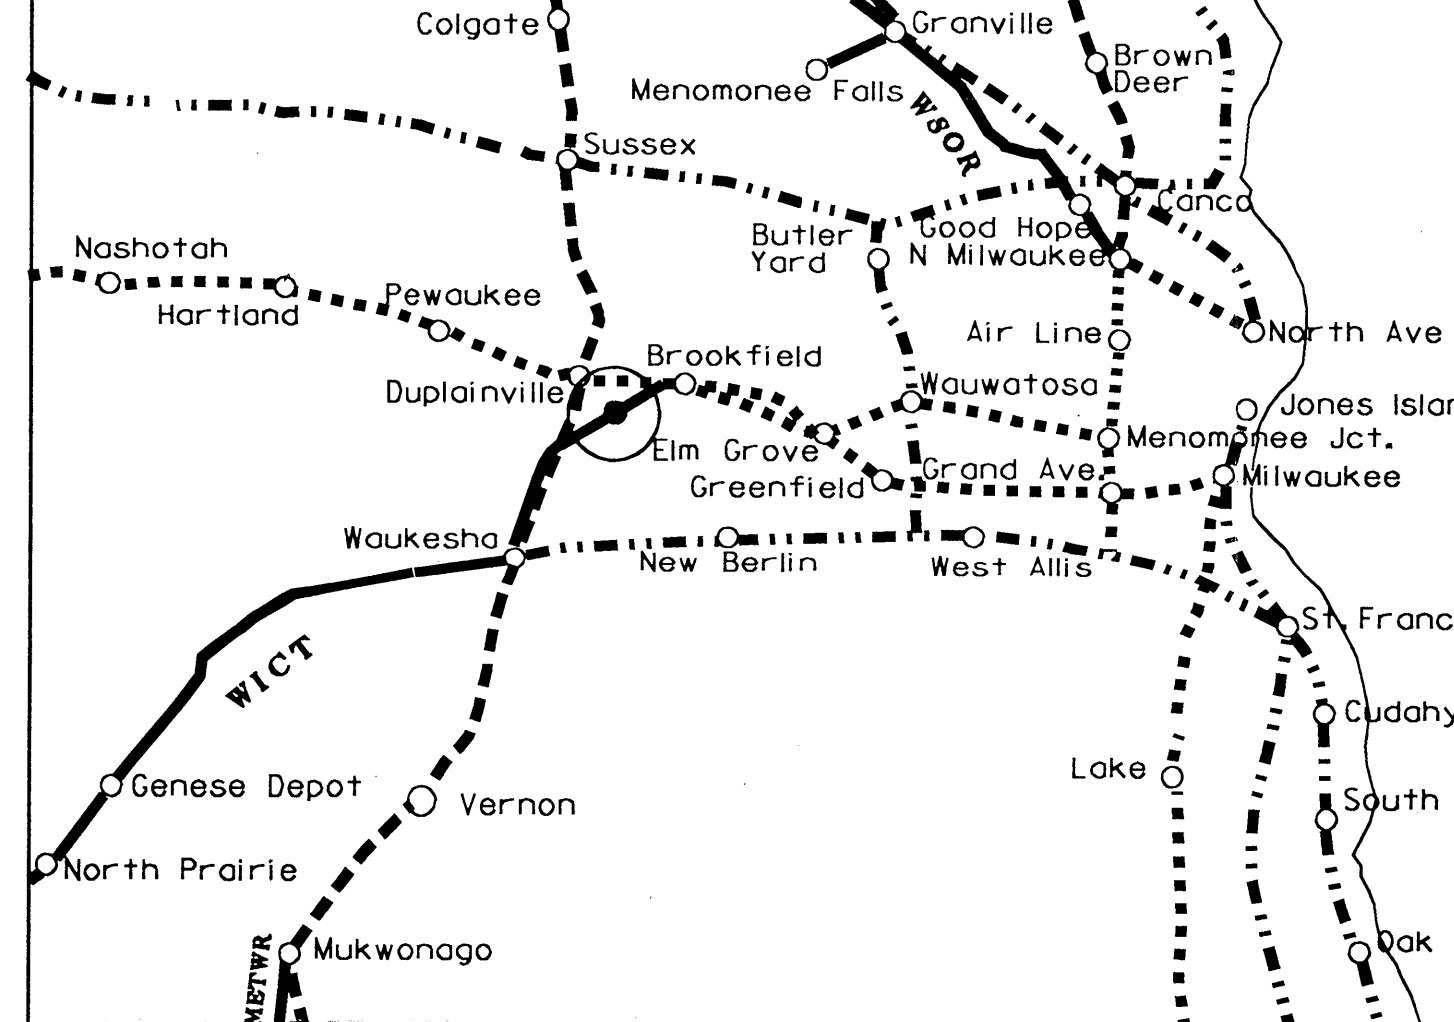 Colgate
Granville
Brown
Deer
Menomonee Falls
WSOR
Sussex
Canco
Good Hope
Butler
Yard
N Milwaukee
Nashotah
Hartland
Pewaukee
Air Line
North Ave
Brookfield
Duplainville
Wauwatosa
Jones Islan
Elm Grove
Menomonee Jct.
Greenfield
Grand Ave.
Milwaukee
Waukesha
New Berlin
West Allis
St. Franc
WICT
Cudahy
Lake
Genese Depot
Vernon
South
North Prairie
METWR
Mukwonago
Oak